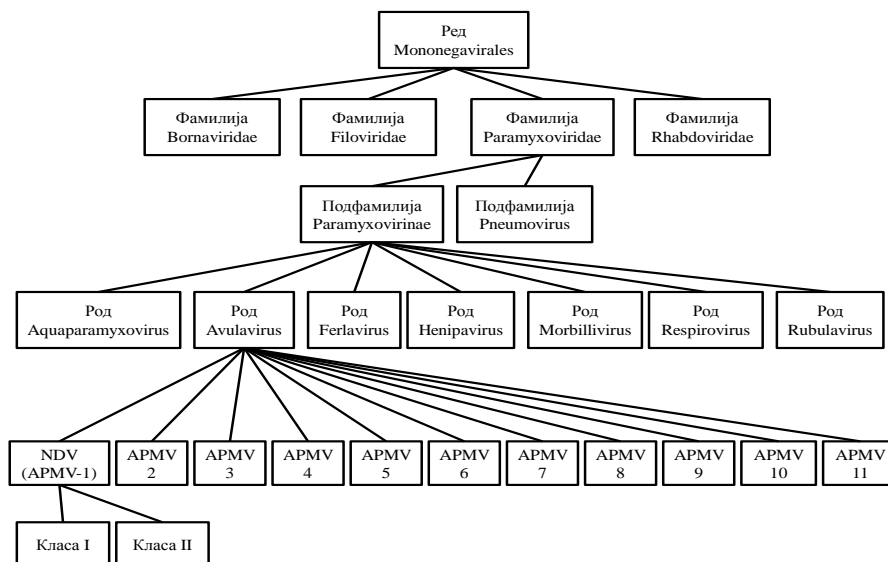 Ред
Mononegavirales
Фамилија
Bornaviridae
Фамилија
Filoviridae
Фамилија
Paramyxoviridae
Фамилија
Rhabdoviridae
Подфамилија
Paramyxovirinae
Подфамилија
Pneumovirus
Род
Aquaparamyxovirus
Род
Avulavirus
Род
Ferlavirus
Род
Henipavirus
Род
Morbillivirus
Род
Respirovirus
Род
Rubulavirus
NDV
(APMV-1)
APMV
2
APMV
3
APMV
4
APMV
5
APMV
6
APMV
7
APMV
8
APMV
9
APMV
10
APMV
11
Класа I
Класа II